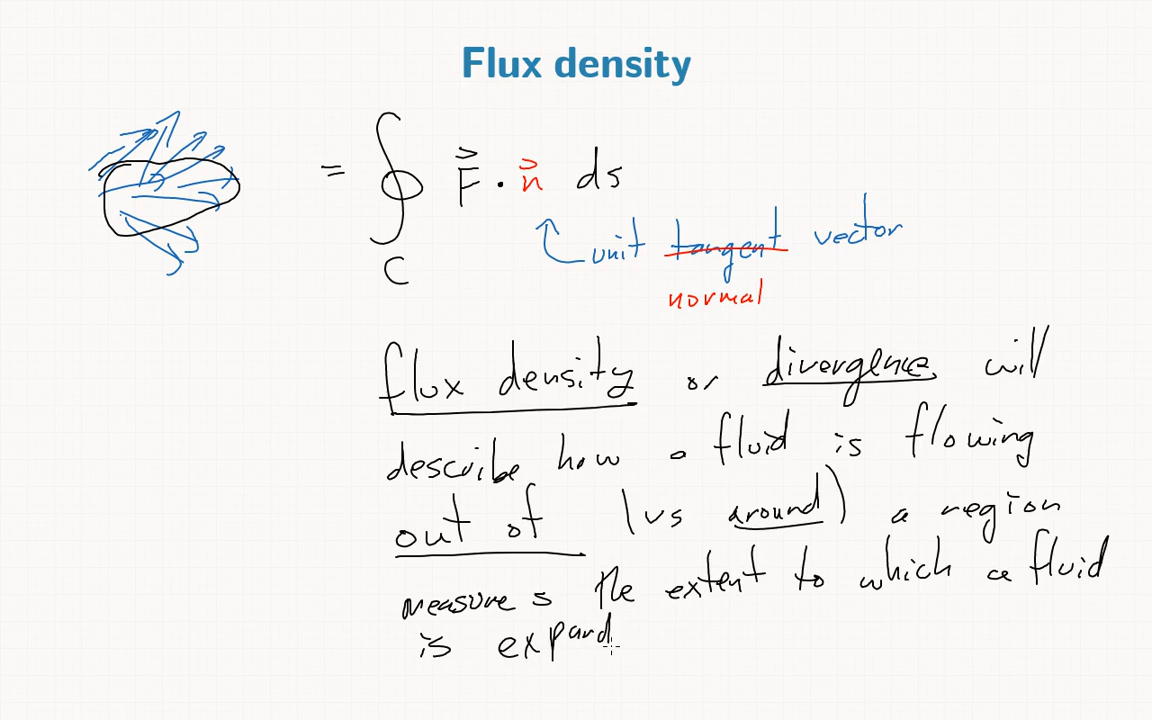 Flux density
= ∮ F⃗ · n⃗ ds
C
unit tangent vector
normal
flux density or divergence will
describe how a fluid is flowing
out of (vs around) a region
measures the extent to which a fluid
is expand